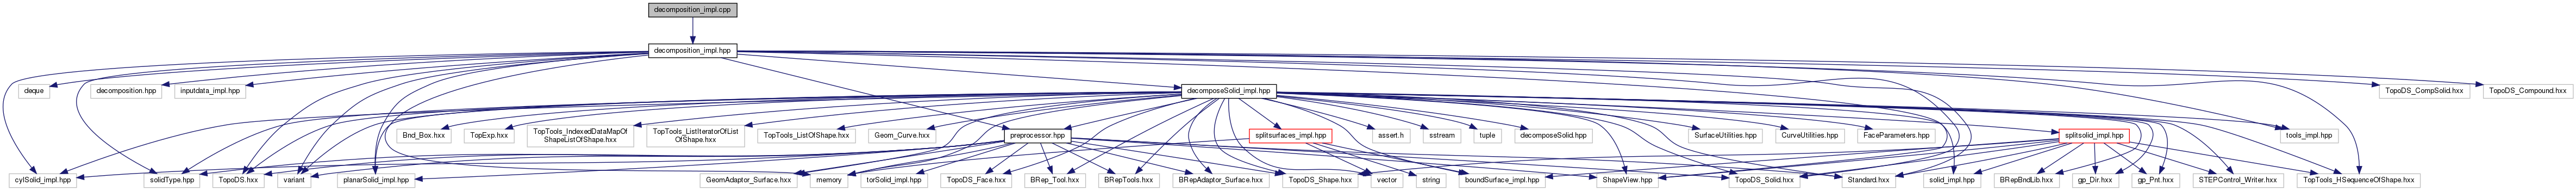 decomposition_impl.cpp
decomposition_impl.hpp
deque
decomposition.hpp
inputdata_impl.hpp
decomposeSolid_impl.hpp
TopoDS_CompSolid.hxx
TopoDS_Compound.hxx
Bnd_Box.hxx
TopExp.hxx
TopTools_IndexedDataMapOf
ShapeListOfShape.hxx
TopTools_ListIteratorOfList
OfShape.hxx
TopTools_ListOfShape.hxx
Geom_Curve.hxx
preprocessor.hpp
splitsurfaces_impl.hpp
assert.h
sstream
tuple
decomposeSolid.hpp
SurfaceUtilities.hpp
CurveUtilities.hpp
FaceParameters.hpp
splitsolid_impl.hpp
tools_impl.hpp
cylSolid_impl.hpp
solidType.hpp
TopoDS.hxx
variant
planarSolid_impl.hpp
GeomAdaptor_Surface.hxx
memory
torSolid_impl.hpp
TopoDS_Face.hxx
BRep_Tool.hxx
BRepTools.hxx
BRepAdaptor_Surface.hxx
TopoDS_Shape.hxx
vector
string
boundSurface_impl.hpp
ShapeView.hpp
TopoDS_Solid.hxx
Standard.hxx
solid_impl.hpp
BRepBndLib.hxx
gp_Dir.hxx
gp_Pnt.hxx
STEPControl_Writer.hxx
TopTools_HSequenceOfShape.hxx